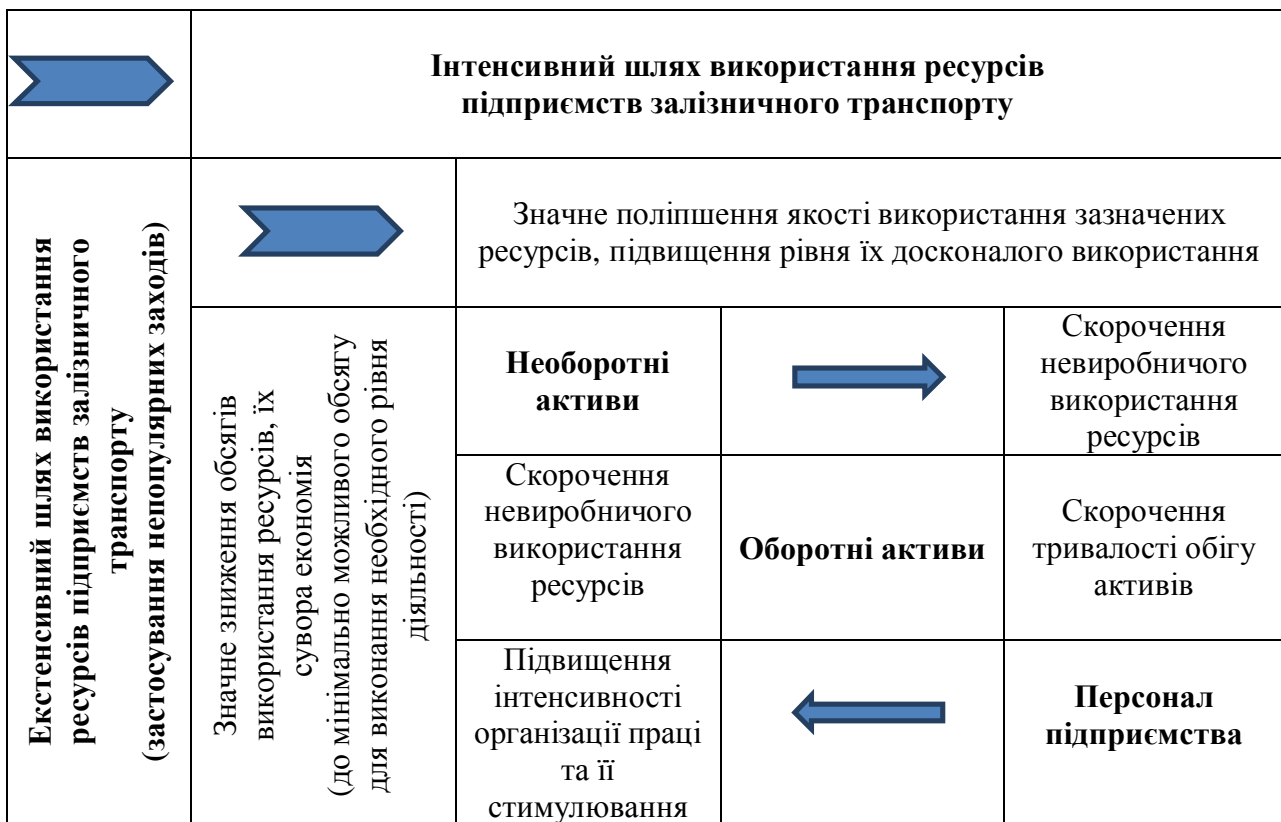 Інтенсивний шлях використання ресурсів
підприємств залізничного транспорту
Екстенсивний шлях використання
ресурсів підприємств залізничного
транспорту
(застосування непопулярних заходів)
Значне поліпшення якості використання зазначених
ресурсів, підвищення рівня їх досконалого використання
Значне зниження обсягів
використання ресурсів, їх
сувора економія
(до мінімально можливого обсягу
для виконання необхідного рівня
діяльності)
Необоротні
активи
Скорочення
невиробничого
використання
ресурсів
Скорочення
невиробничого
використання
ресурсів
Оборотні активи
Скорочення
тривалості обігу
активів
Підвищення
інтенсивності
організації праці
та її
стимулювання
Персонал
підприємства